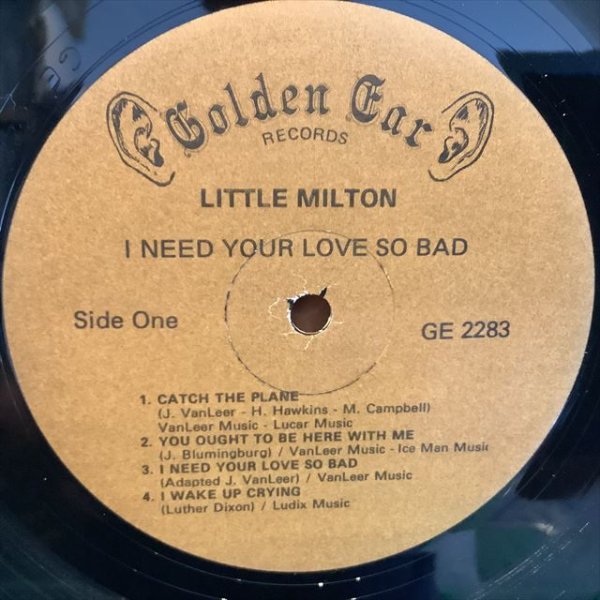 Golden Ear
RECORDS
LITTLE MILTON
I NEED YOUR LOVE SO BAD
Side One
GE 2283
1. CATCH THE PLANE
(J. VanLeer - H. Hawkins - M. Campbell)
VanLeer Music - Lucar Music
2. YOU OUGHT TO BE HERE WITH ME
(J. Blumingburg) / VanLeer Music - Ice Man Music
3. I NEED YOUR LOVE SO BAD
(Adapted J. VanLeer) / VanLeer Music
4. I WAKE UP CRYING
(Luther Dixon) / Ludix Music